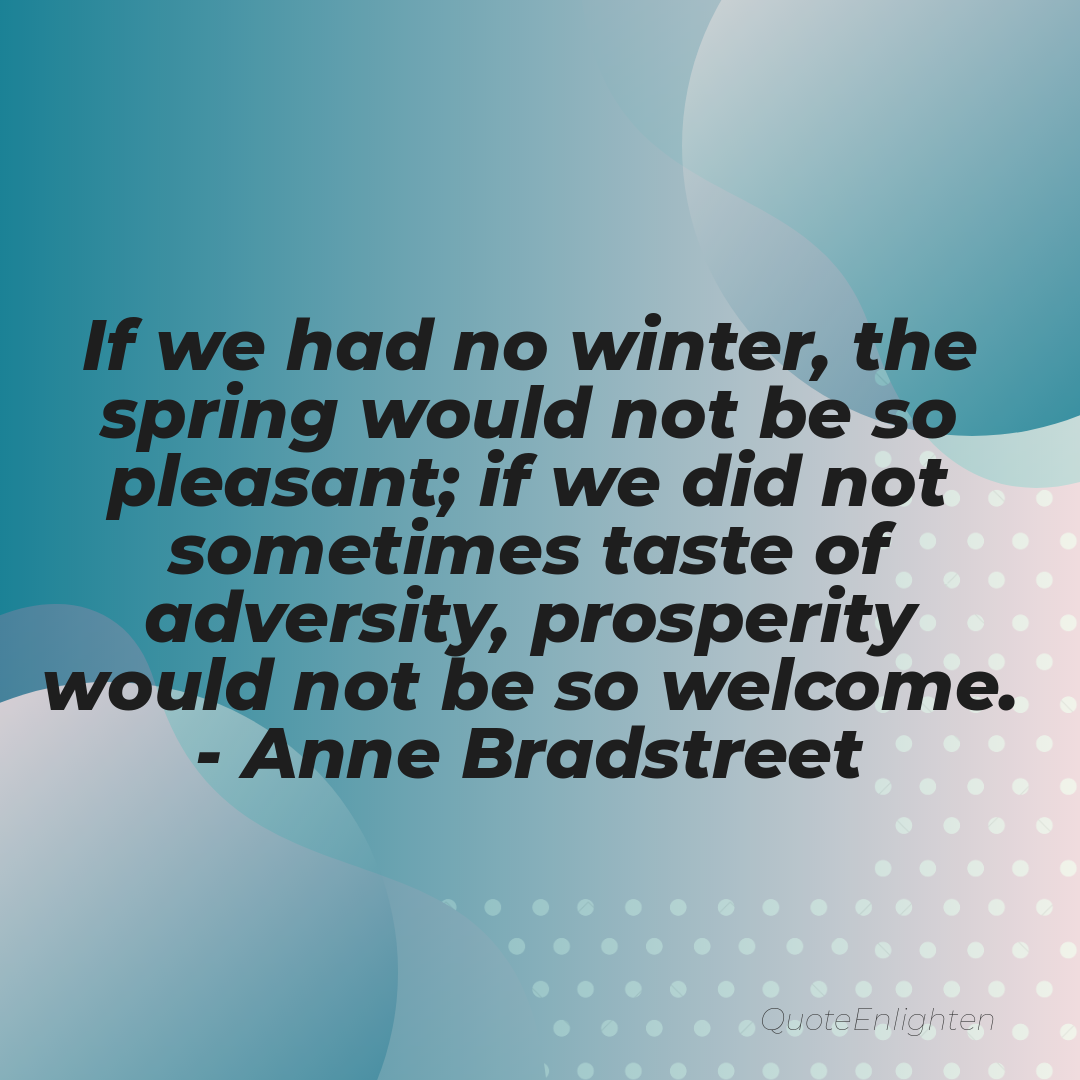 If we had no winter, the
spring would not be so
pleasant; if we did not
sometimes taste of
adversity, prosperity
would not be so welcome.
- Anne Bradstreet
QuoteEnlighten